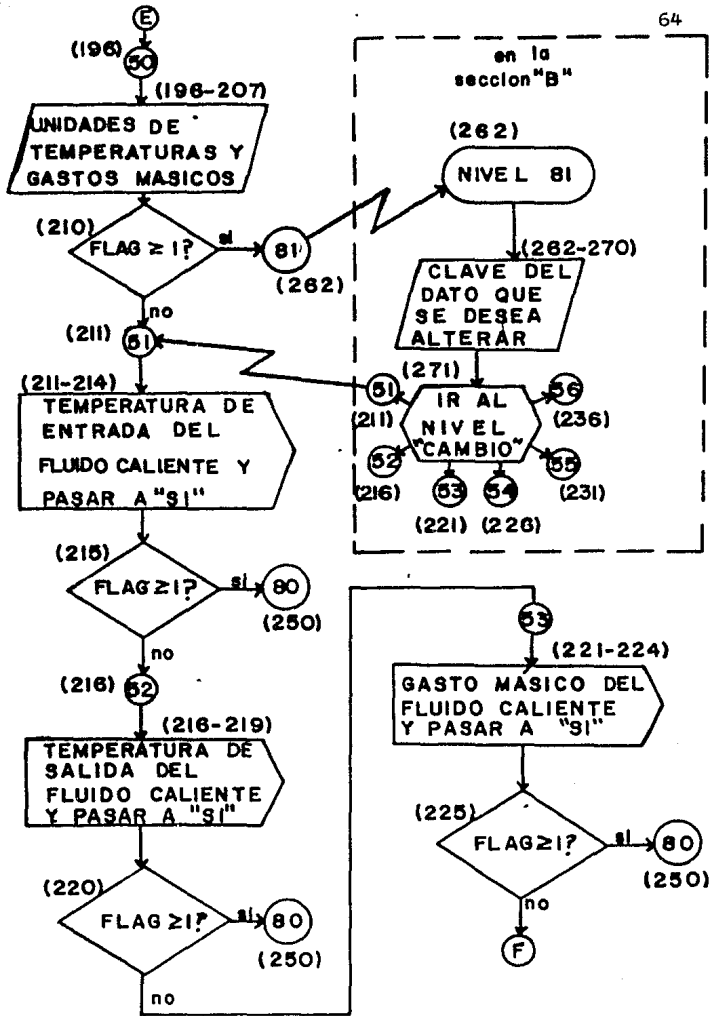 64
E
(196)
50
(196-207)
UNIDADES DE
TEMPERATURAS Y
GASTOS MASICOS
(210)
FLAG ≥ 1?
si
81
(262)
no
(211)
51
(211-214)
TEMPERATURA DE
ENTRADA DEL
FLUIDO CALIENTE Y
PASAR A "SI"
(215)
FLAG ≥ 1?
si
80
(250)
no
(216)
52
(216-219)
TEMPERATURA DE
SALIDA DEL
FLUIDO CALIENTE
Y PASAR A "SI"
(220)
FLAG ≥ 1?
si
80
(250)
no
en la
seccion "B"
(262)
NIVEL 81
(262-270)
CLAVE DEL
DATO QUE
SE DESEA
ALTERAR
(271)
IR AL
NIVEL
"CAMBIO"
51
(211)
52
(216)
53
(221)
54
(226)
55
(231)
56
(236)
53
(221-224)
GASTO MASICO DEL
FLUIDO CALIENTE
Y PASAR A "SI"
(225)
FLAG ≥ 1?
si
80
(250)
no
F